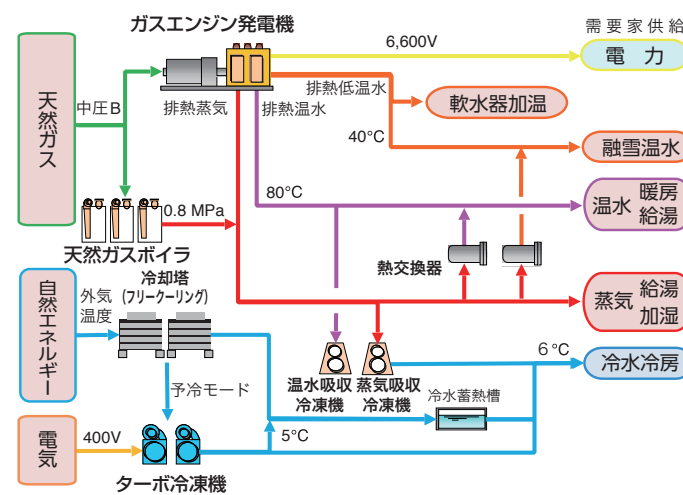 ガスエンジン発電機
需要家供給
6,600V
電 力
天然ガス
中圧B
排熱蒸気
排熱温水
排熱低温水
軟水器加温
40°C
融雪温水
80°C
温水
暖房
給湯
0.8 MPa
天然ガスボイラ
熱交換器
冷却塔
(フリークーリング)
自然エネルギー
外気
温度
蒸気
給湯
加湿
6°C
冷水冷房
温水吸収
冷凍機
蒸気吸収
冷凍機
冷水蓄熱槽
予冷モード
電気
400V
5°C
ターボ冷凍機